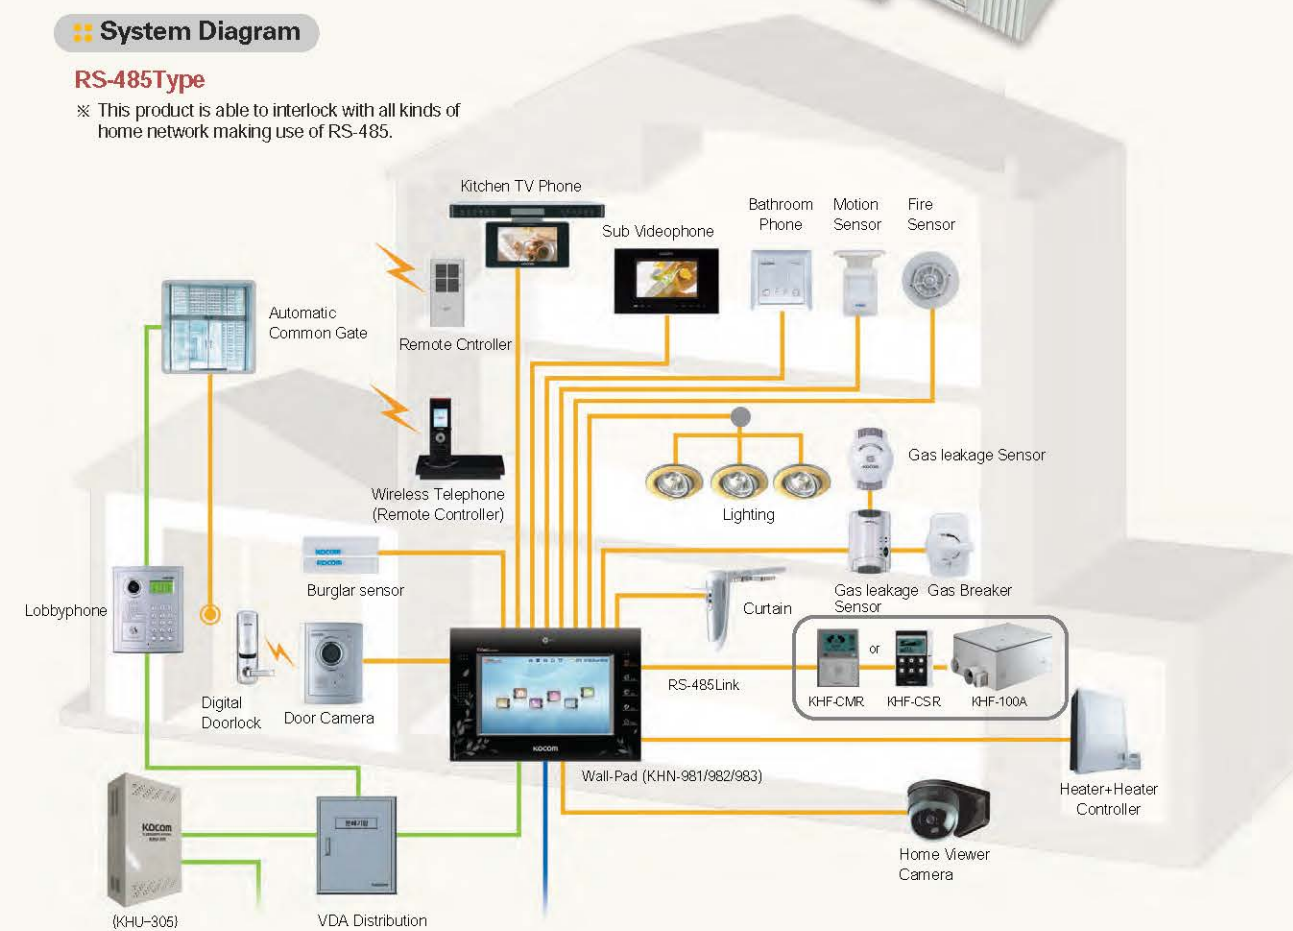 System Diagram
RS-485Type
※ This product is able to interlock with all kinds of
home network making use of RS-485.
Kitchen TV Phone
Sub Videophone
Bathroom
Phone
Motion
Sensor
Fire
Sensor
Automatic
Common Gate
Remote Cntroller
Wireless Telephone
(Remote Controller)
Lighting
Gas leakage Sensor
KOCOM
KOCOM
Burglar sensor
Gas leakage
Sensor
Gas Breaker
Curtain
Lobbyphone
Digital
Doorlock
Door Camera
RS-485Link
or
KHF-CMR
KHF-CSR
KHF-100A
KOCOM
Wall-Pad (KHN-981/982/983)
Heater+Heater
Controller
Home Viewer
Camera
KOCOM
(KHU-305)
VDA Distribution